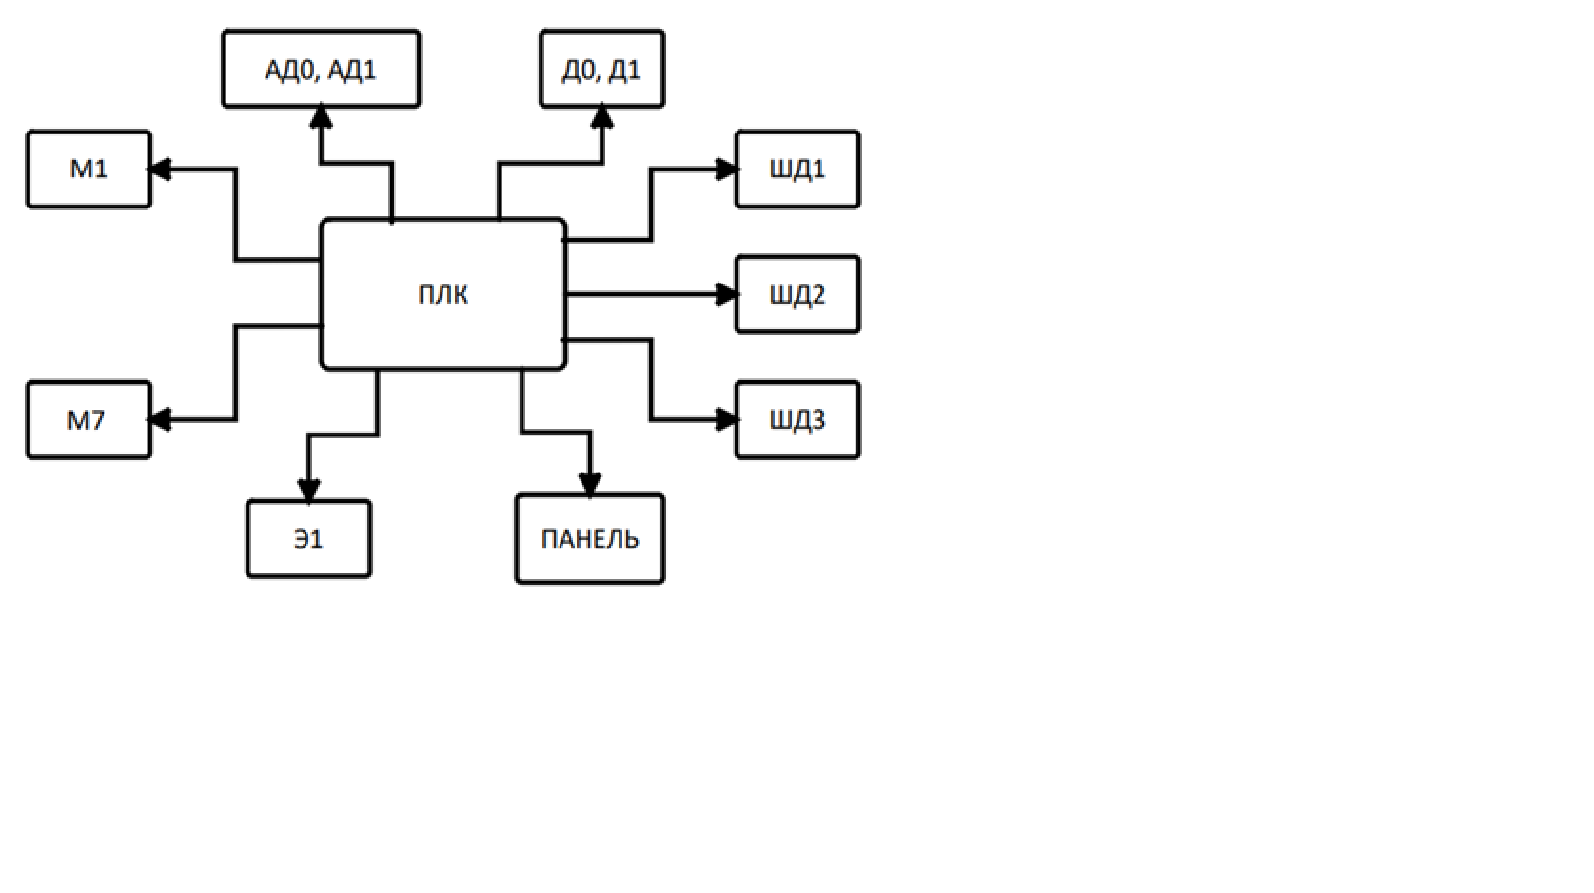 АД0, АД1
Д0, Д1
М1
ШД1
ПЛК
ШД2
М7
ШД3
Э1
ПАНЕЛЬ